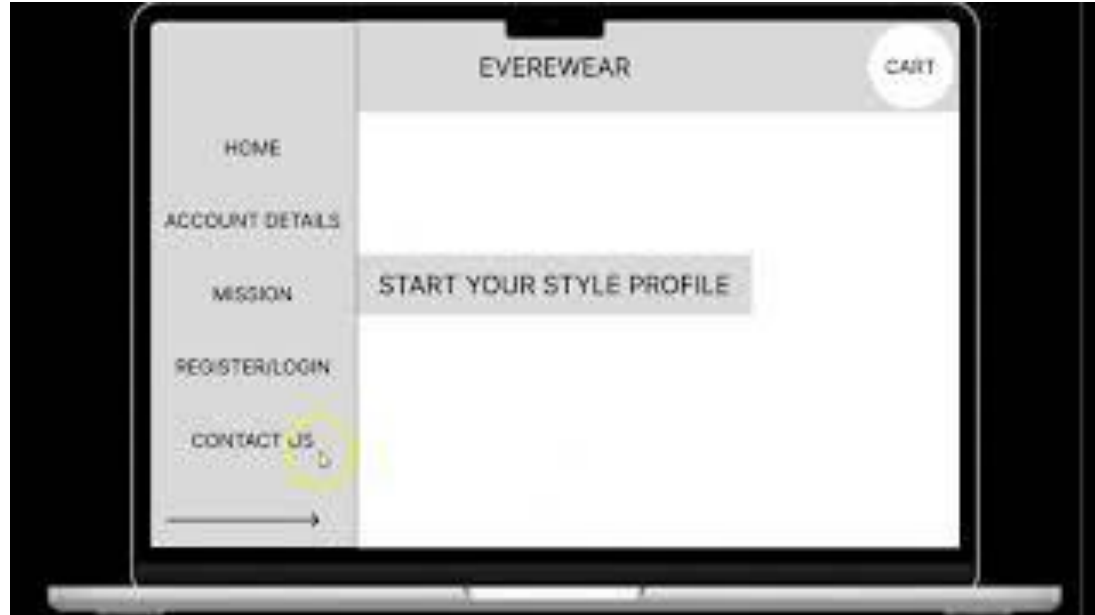 EVEREWEAR
CART
HOME
ACCOUNT DETAILS
MISSION
REGISTER/LOGIN
CONTACT US
START YOUR STYLE PROFILE